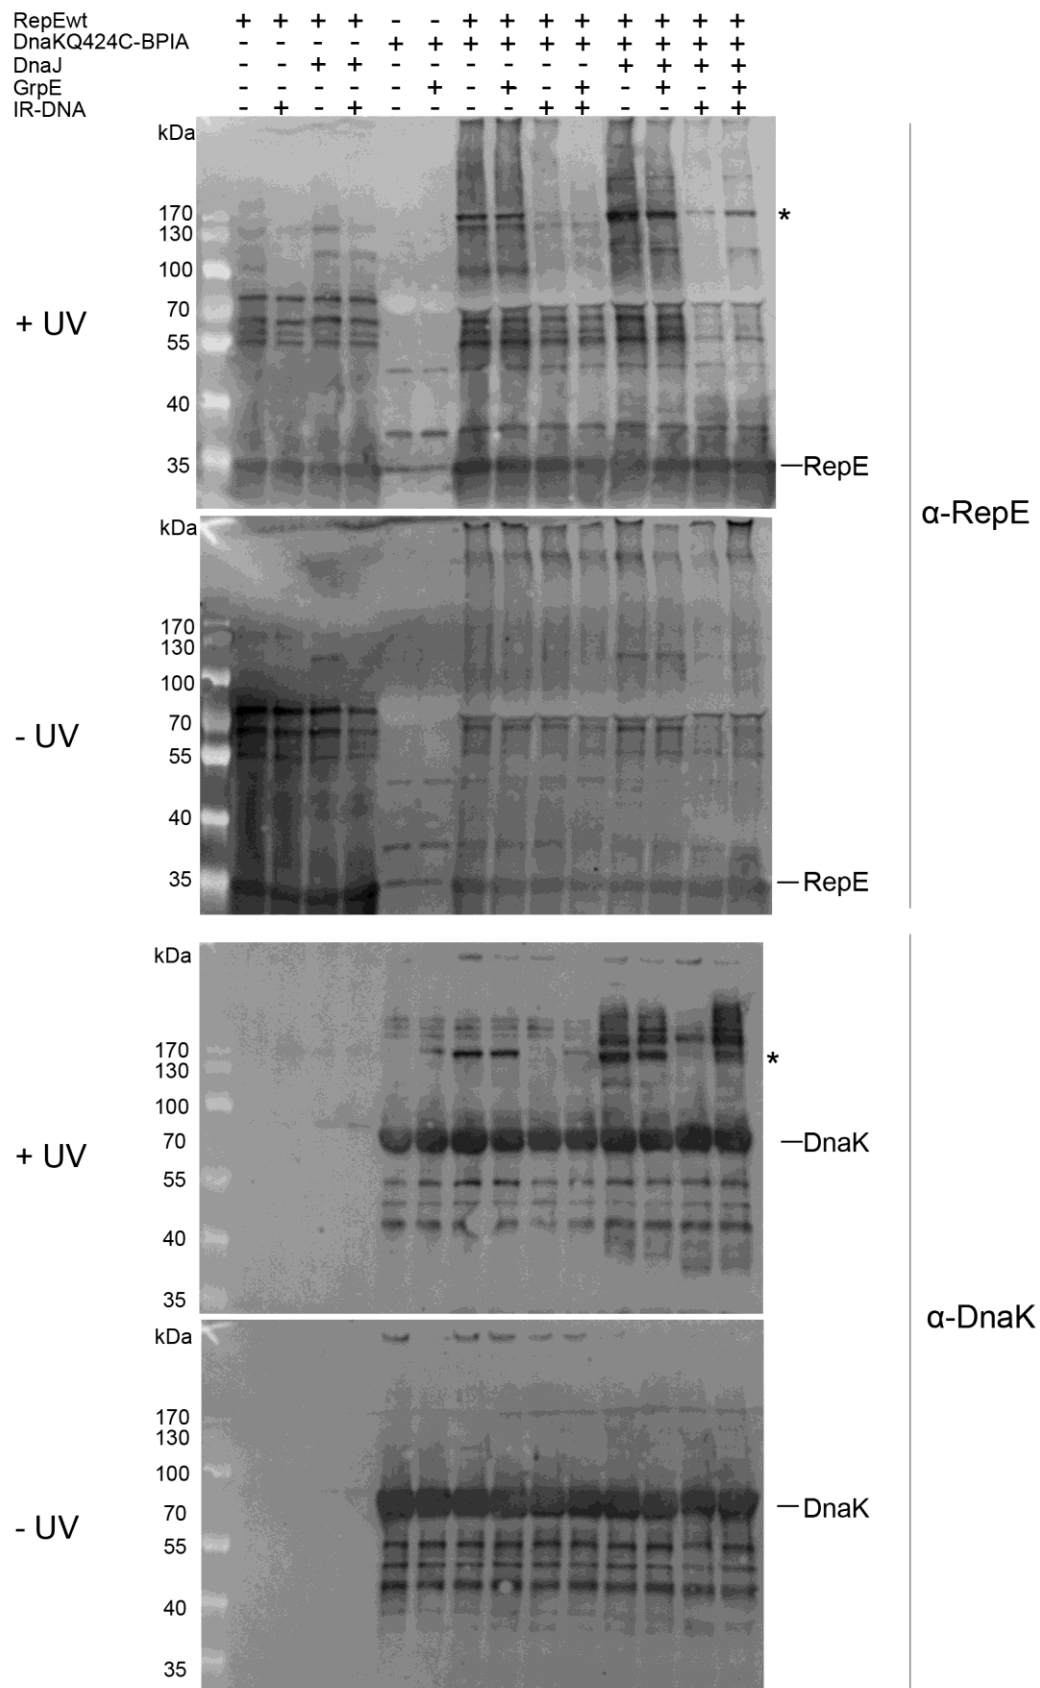 RepEwt + + + + - - + + + + + + + +
DnaKQ424C-BPIA - - - - + + + + + + + + + +
DnaJ - - + + - - - - - - + + + +
GrpE - - - - - + - + - + - + - +
IR-DNA - + - + - - - - + + - - + +
kDa
170 *
130
100
70
+ UV
55
40
35 RepE
α-RepE
kDa
170
130
100
70
- UV
55
40
35 RepE
kDa
170 *
130
100
70 DnaK
+ UV
55
40
35
α-DnaK
kDa
170
130
100
70 DnaK
- UV
55
40
35